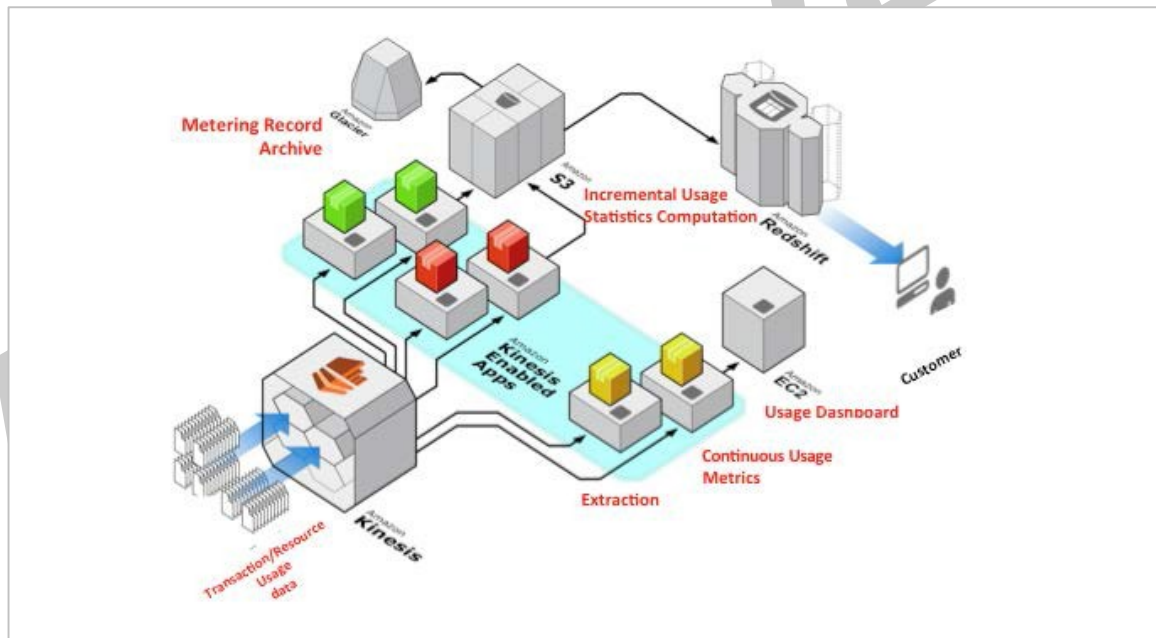 Amazon
Glacier
Metering Record
Archive
Amazon
S3
Incremental Usage
Statistics Computation
Amazon
Redshift
Customer
Amazon
Kinesis
Enabled
Apps
Amazon
EC2
Usage Dasnboard
Continuous Usage
Metrics
Extraction
Amazon
Kinesis
Transaction/Resource
Usage
data